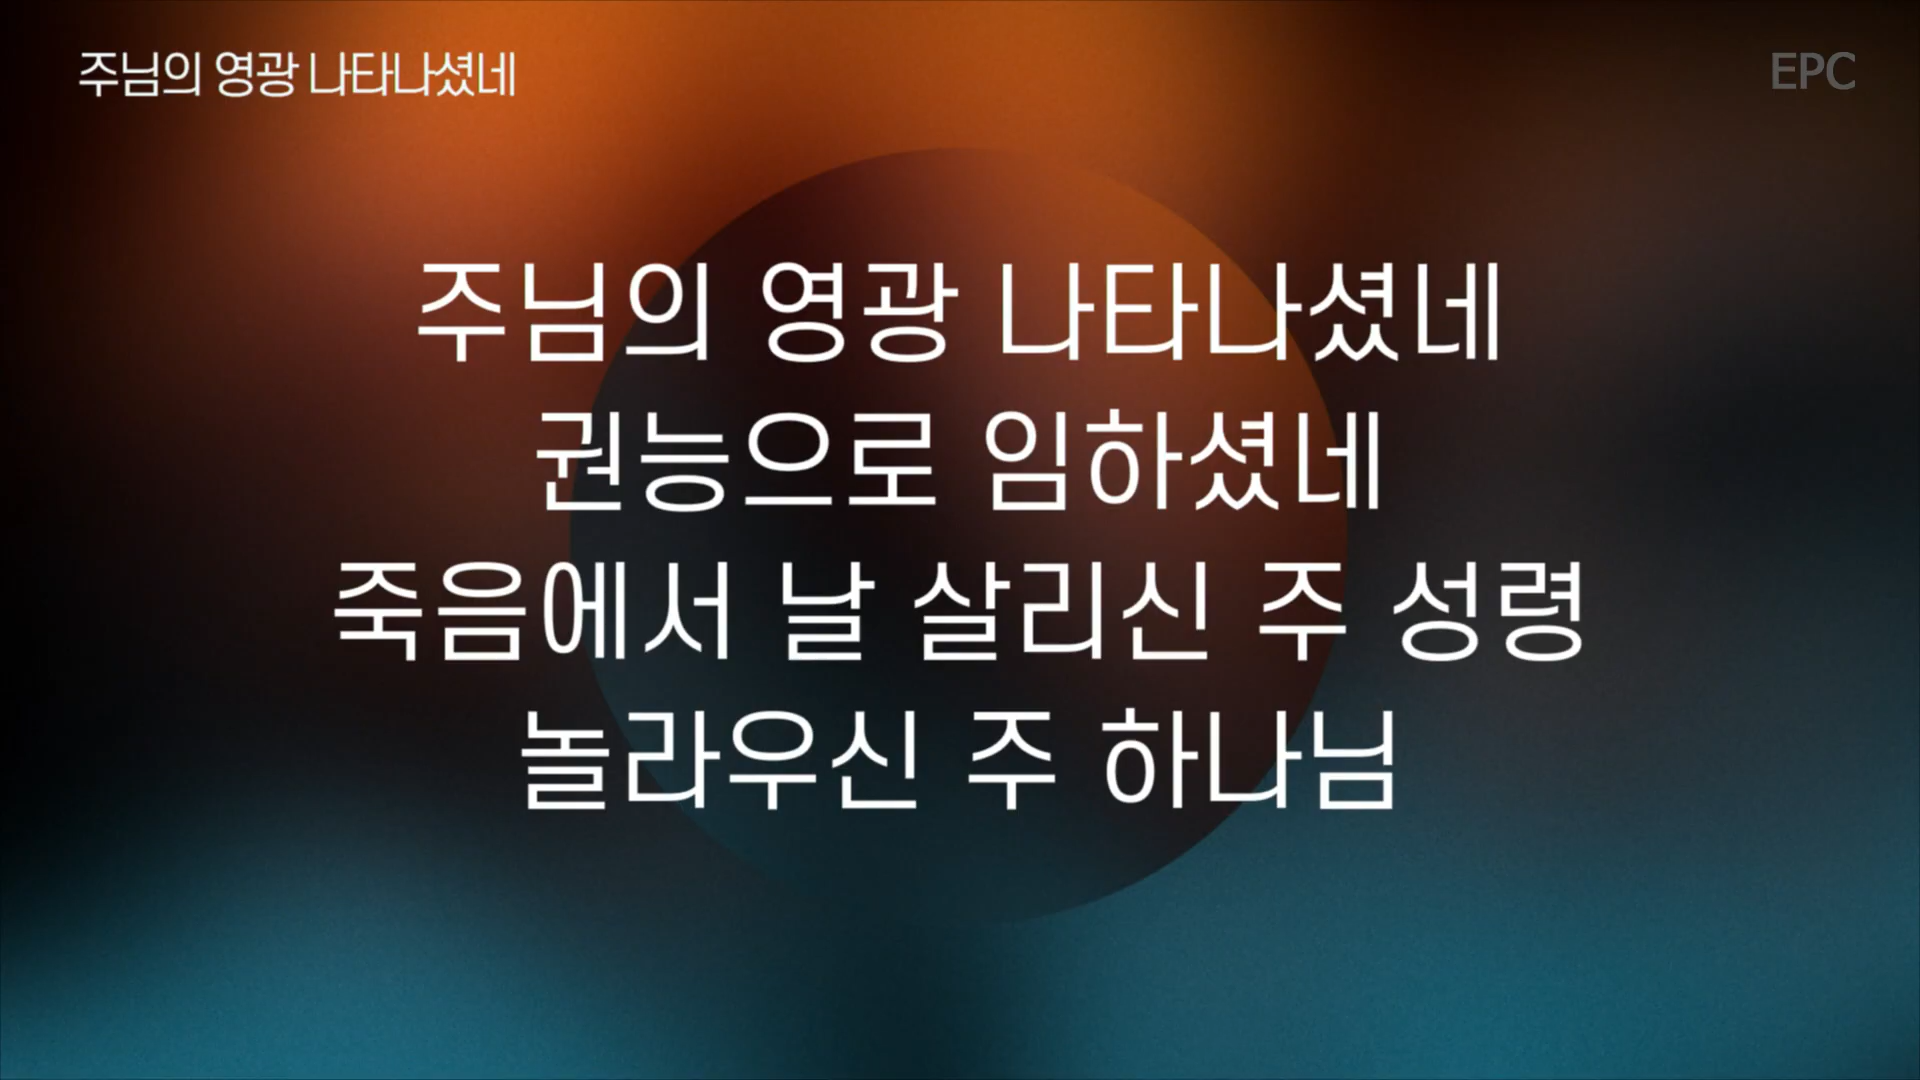 주님의 영광 나타나셨네
EPC
주님의 영광 나타나셨네
권능으로 임하셨네
죽음에서 날 살리신 주 성령
놀라우신 주 하나님